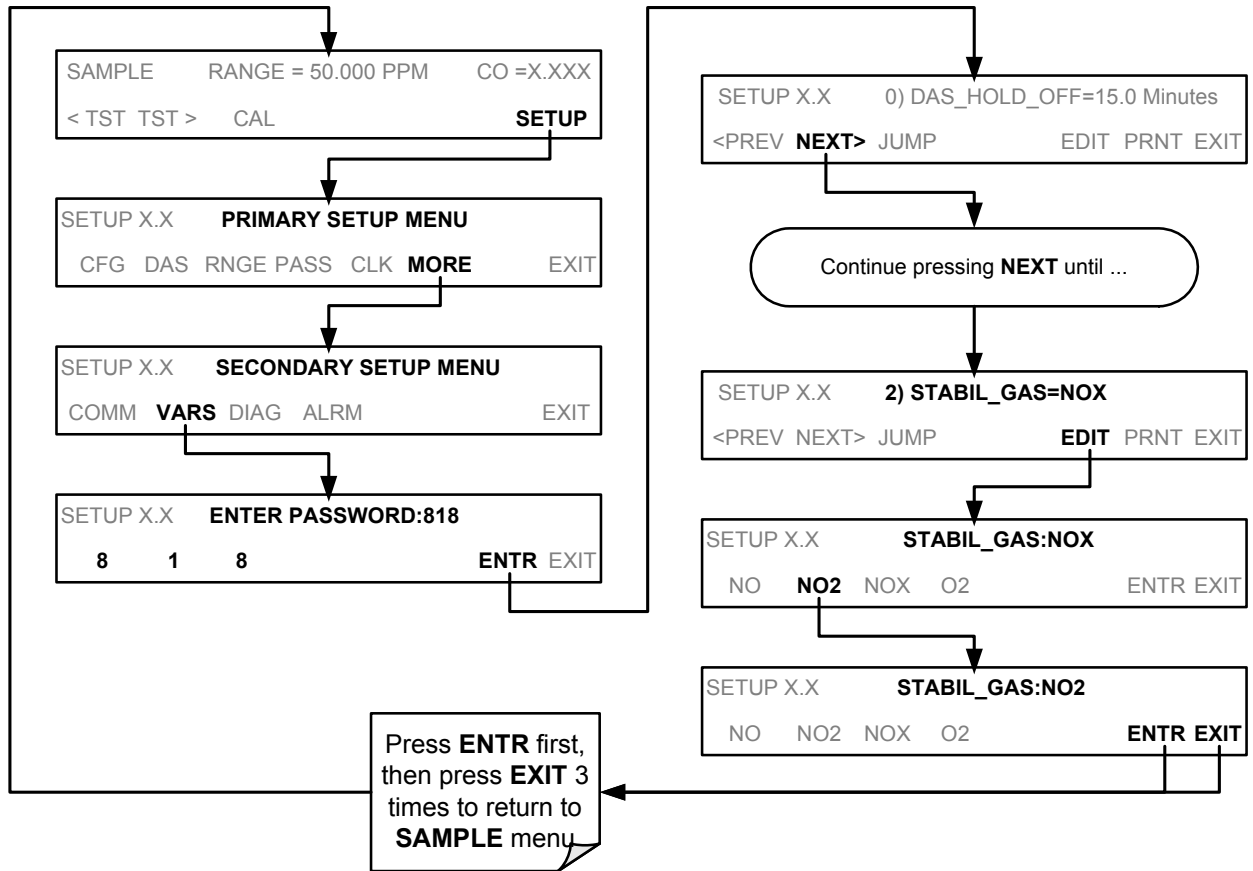 SAMPLE RANGE = 50.000 PPM CO =X.XXX
< TST TST > CAL SETUP
SETUP X.X PRIMARY SETUP MENU
CFG DAS RNGE PASS CLK MORE EXIT
SETUP X.X SECONDARY SETUP MENU
COMM VARS DIAG ALRM EXIT
SETUP X.X ENTER PASSWORD:818
8 1 8 ENTR EXIT
SETUP X.X 0) DAS_HOLD_OFF=15.0 Minutes
<PREV NEXT> JUMP EDIT PRNT EXIT
Continue pressing NEXT until ...
SETUP X.X 2) STABIL_GAS=NOX
<PREV NEXT> JUMP EDIT PRNT EXIT
SETUP X.X STABIL_GAS:NOX
NO NO2 NOX O2 ENTR EXIT
SETUP X.X STABIL_GAS:NO2
NO NO2 NOX O2 ENTR EXIT
Press ENTR first,
then press EXIT 3
times to return to
SAMPLE menu